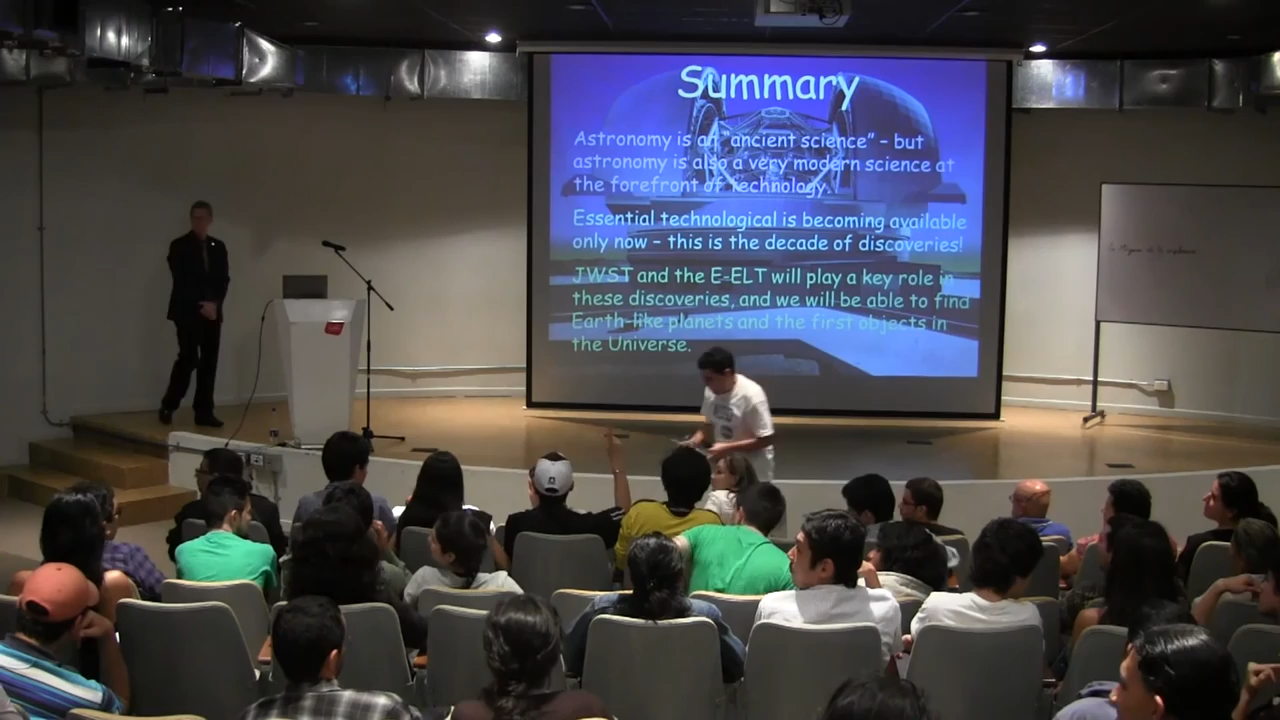 Summary
Astronomy is an "ancient science" – but
astronomy is also a very modern science at
the forefront of technology.
Essential technological is becoming available
only now – this is the decade of discoveries!
JWST and the E-ELT will play a key role in
these discoveries, and we will be able to find
Earth-like planets and the first objects in
the Universe.